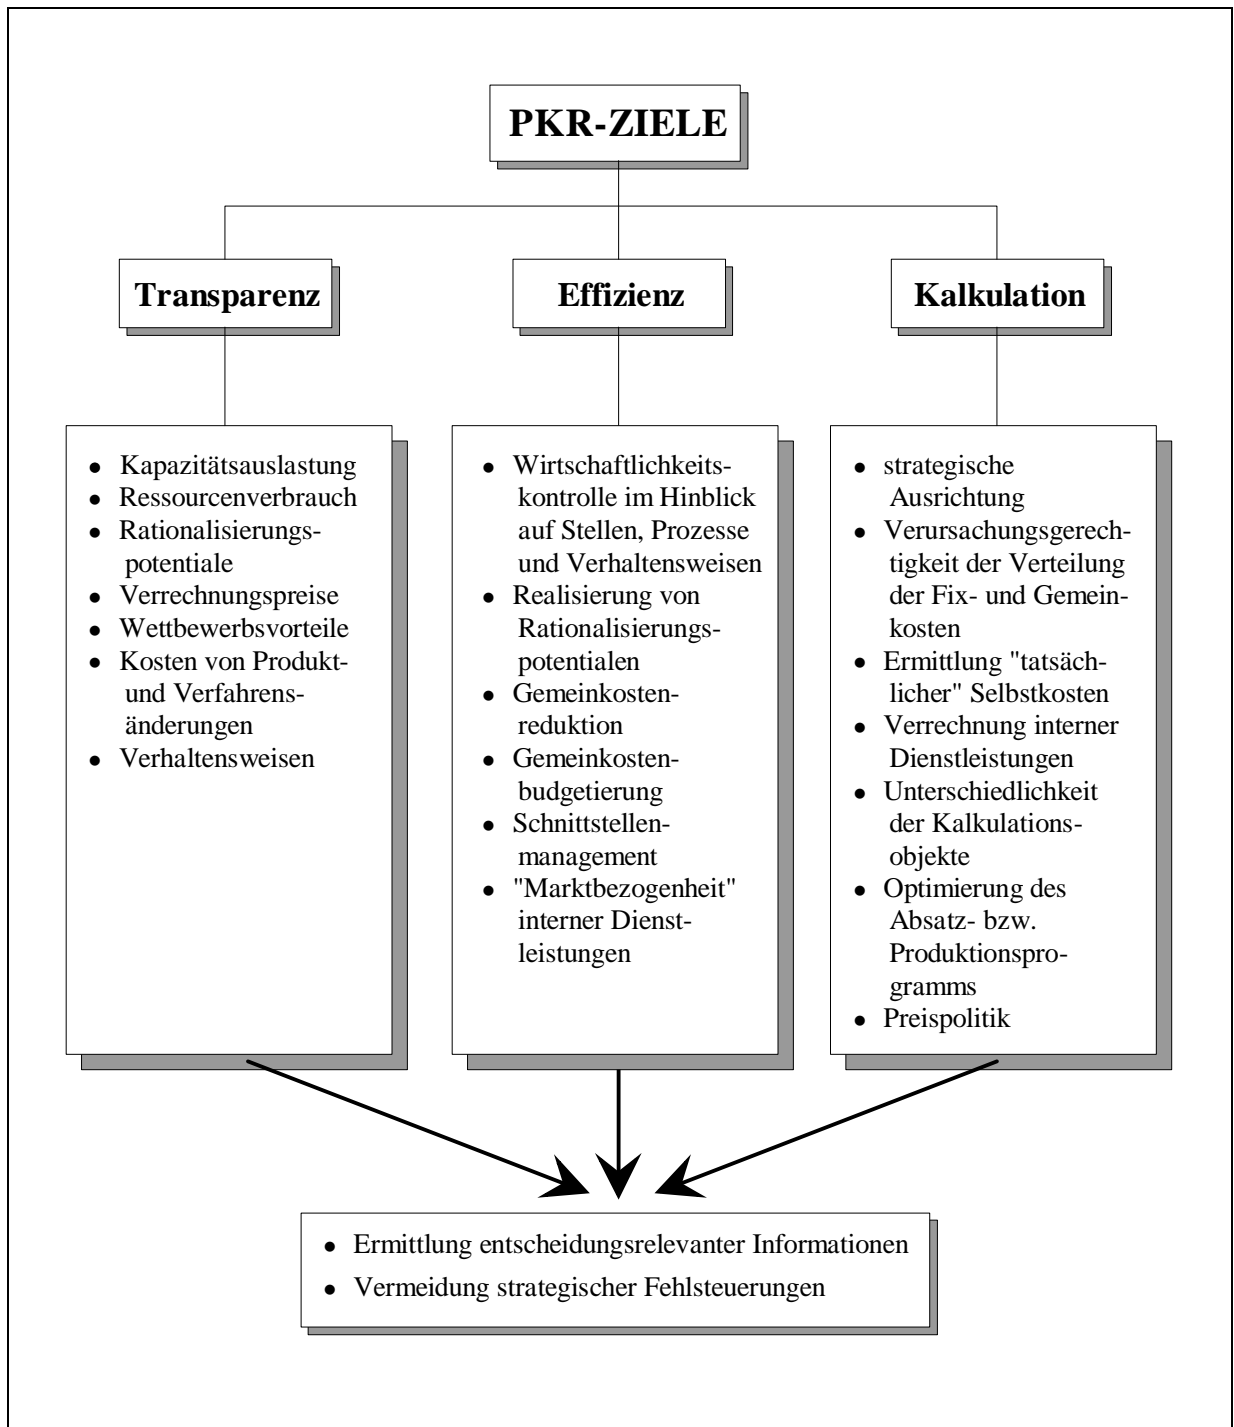 PKR-ZIELE
Transparenz
Effizienz
Kalkulation
• Kapazitätsauslastung
• Ressourcenverbrauch
• Rationalisierungs-
potentiale
• Verrechnungspreise
• Wettbewerbsvorteile
• Kosten von Produkt-
und Verfahrens-
änderungen
• Verhaltensweisen
• Wirtschaftlichkeits-
kontrolle im Hinblick
auf Stellen, Prozesse
und Verhaltensweisen
• Realisierung von
Rationalisierungs-
potentialen
• Gemeinkosten-
reduktion
• Gemeinkosten-
budgetierung
• Schnittstellen-
management
• "Marktbezogenheit"
interner Dienst-
leistungen
• strategische
Ausrichtung
• Verursachungsgerech-
tigkeit der Verteilung
der Fix- und Gemein-
kosten
• Ermittlung "tatsäch-
licher" Selbstkosten
• Verrechnung interner
Dienstleistungen
• Unterschiedlichkeit
der Kalkulations-
objekte
• Optimierung des
Absatz- bzw.
Produktionspro-
gramms
• Preispolitik
• Ermittlung entscheidungsrelevanter Informationen
• Vermeidung strategischer Fehlsteuerungen